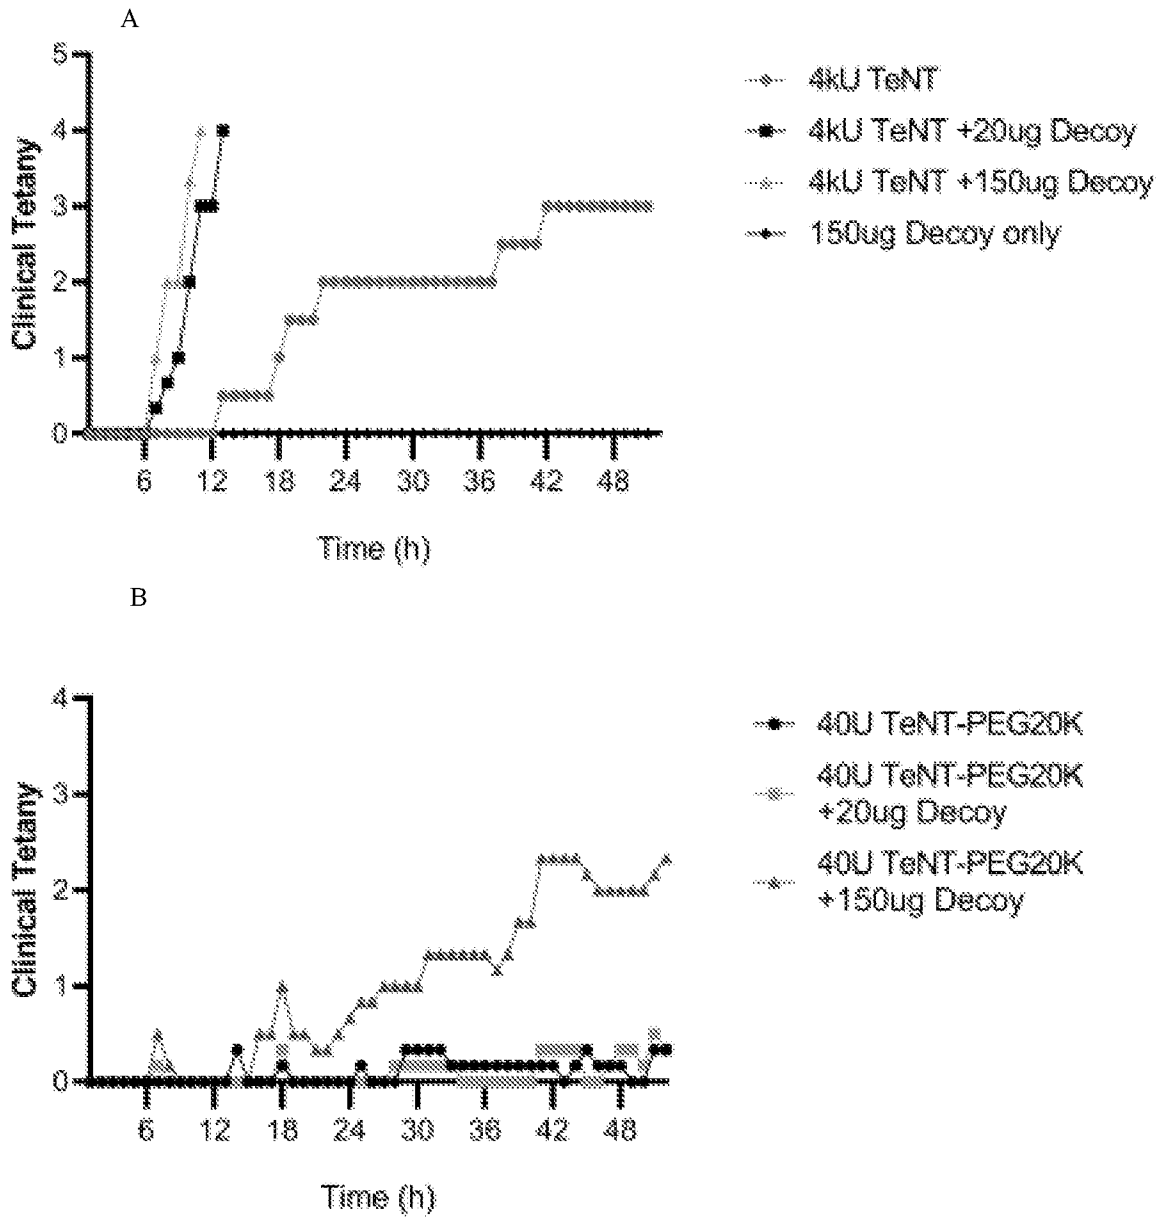 A
5
4
3
2
1
0
Clinical Tetany
6 12 18 24 30 36 42 48
Time (h)
4kU TeNT
4kU TeNT +20ug Decoy
4kU TeNT +150ug Decoy
150ug Decoy only
B
4
3
2
1
0
Clinical Tetany
6 12 18 24 30 36 42 48
Time (h)
40U TeNT-PEG20K
40U TeNT-PEG20K
+20ug Decoy
40U TeNT-PEG20K
+150ug Decoy